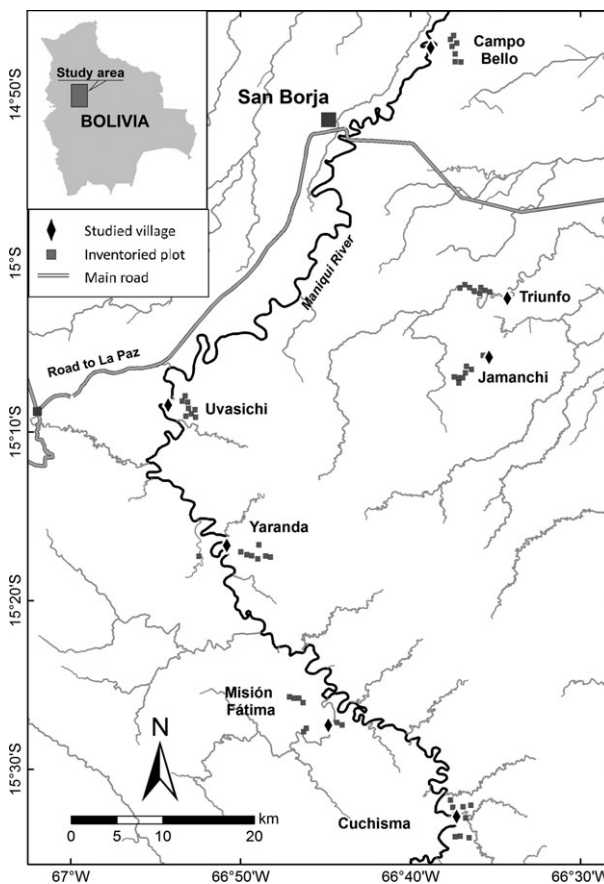 Study area
BOLIVIA
Studied village
Inventoried plot
Main road
Campo
Bello
San Borja
Maniqui River
Triunfo
Jamanchi
Road to La Paz
Uvasichi
Yaranda
Misión
Fátima
Cuchisma
N
km
0 5 10 20
14°50'S
15°S
15°10'S
15°20'S
15°30'S
67°W 66°50'W 66°40'W 66°30'W